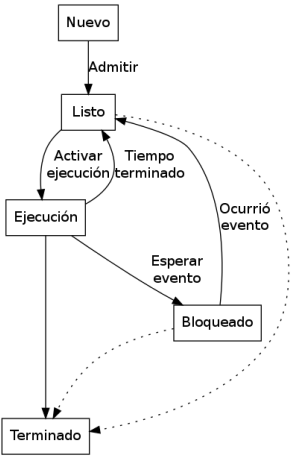 Nuevo
Admitir
Listo
Activar
ejecución
Tiempo
terminado
Ocurrió
evento
Ejecución
Esperar
evento
Bloqueado
Terminado